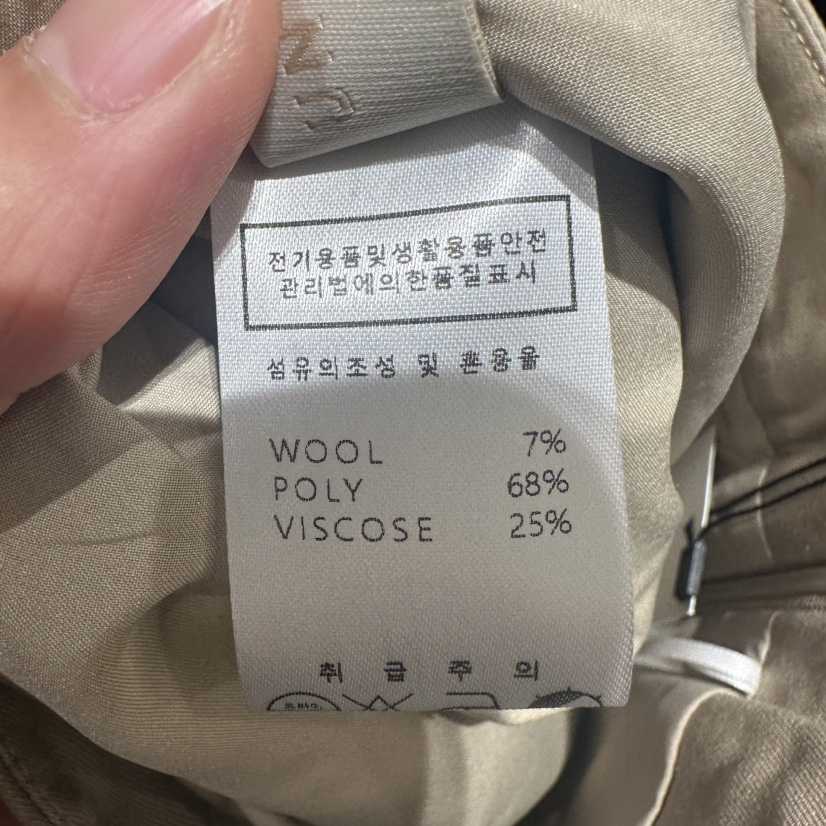 전기용품및생활용품안전
관리법에의한품질표시
섬유의조성 및 혼용율
WOOL 7%
POLY 68%
VISCOSE 25%
취 급 주 의